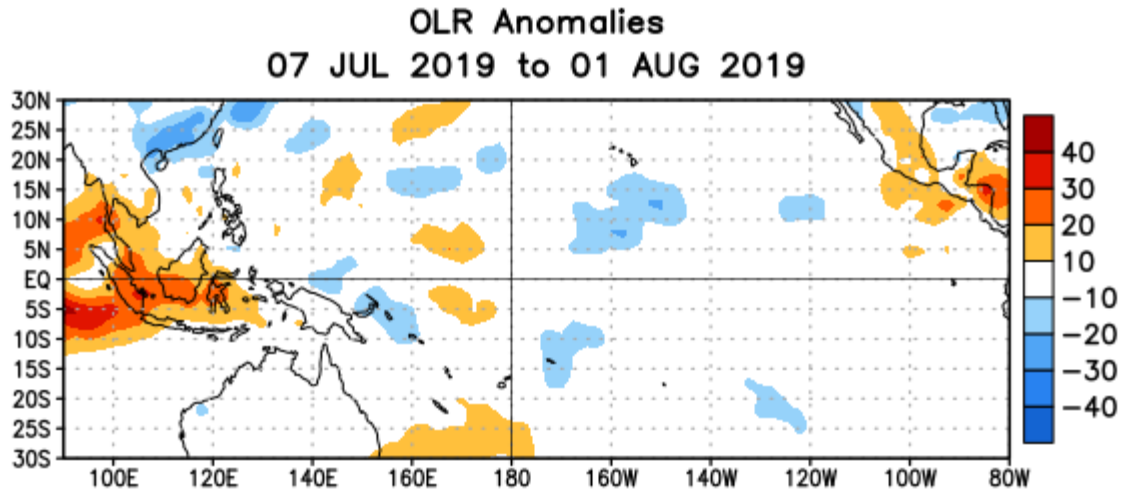 OLR Anomalies
07 JUL 2019 to 01 AUG 2019
30N
25N
20N
15N
10N
5N
EQ
5S
10S
15S
20S
25S
30S
100E 120E 140E 160E 180 160W 140W 120W 100W 80W
40
30
20
10
−10
−20
−30
−40